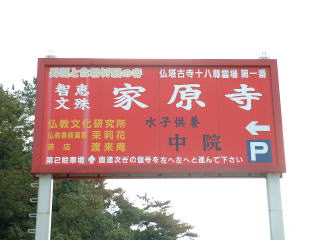 仏塔古寺十八尊霊場 第一番
智恵
文殊
家原寺
仏教文化研究所
仏教美術画廊 茉莉花
茶店 渡来庵
水子供養
中院
P
第2駐車場 直進次ぎの信号を左へ左へと進んで下さい